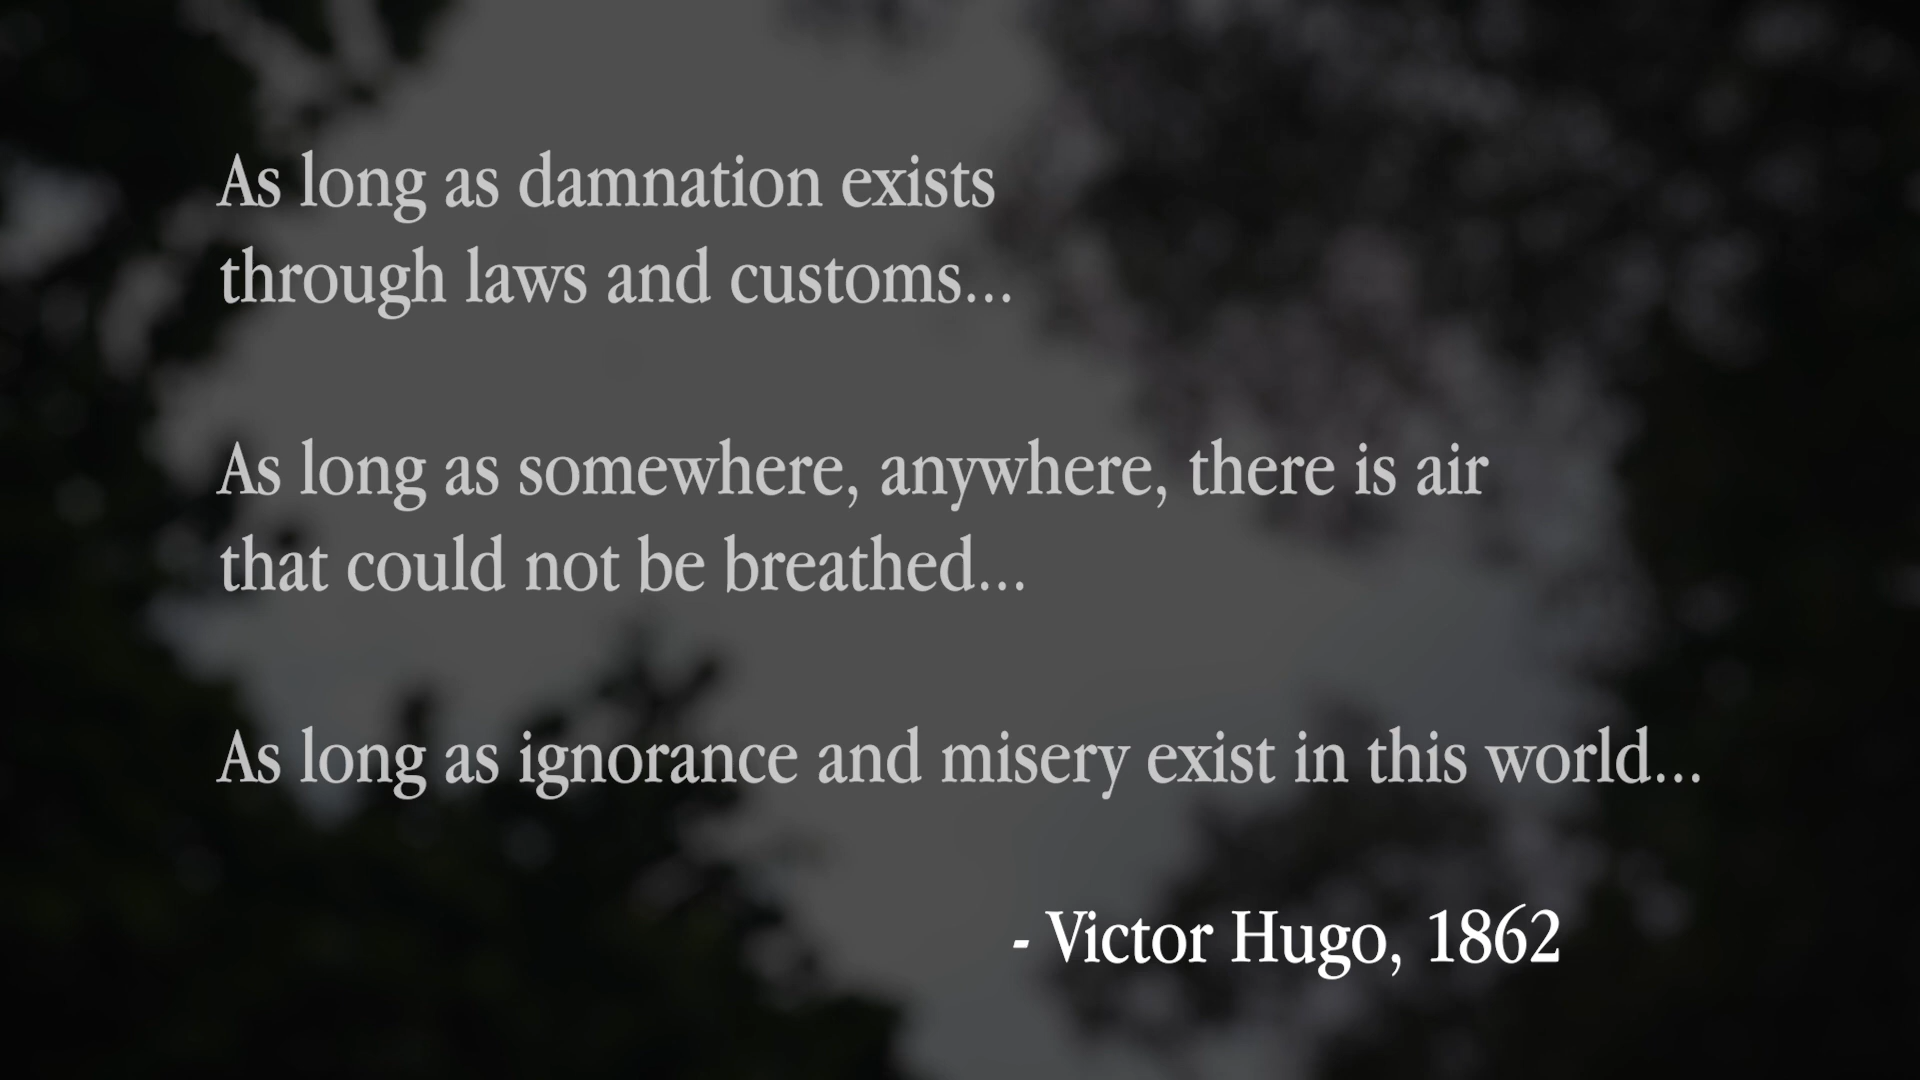 As long as damnation exists
through laws and customs...
As long as somewhere, anywhere, there is air
that could not be breathed...
As long as ignorance and misery exist in this world...
- Victor Hugo, 1862